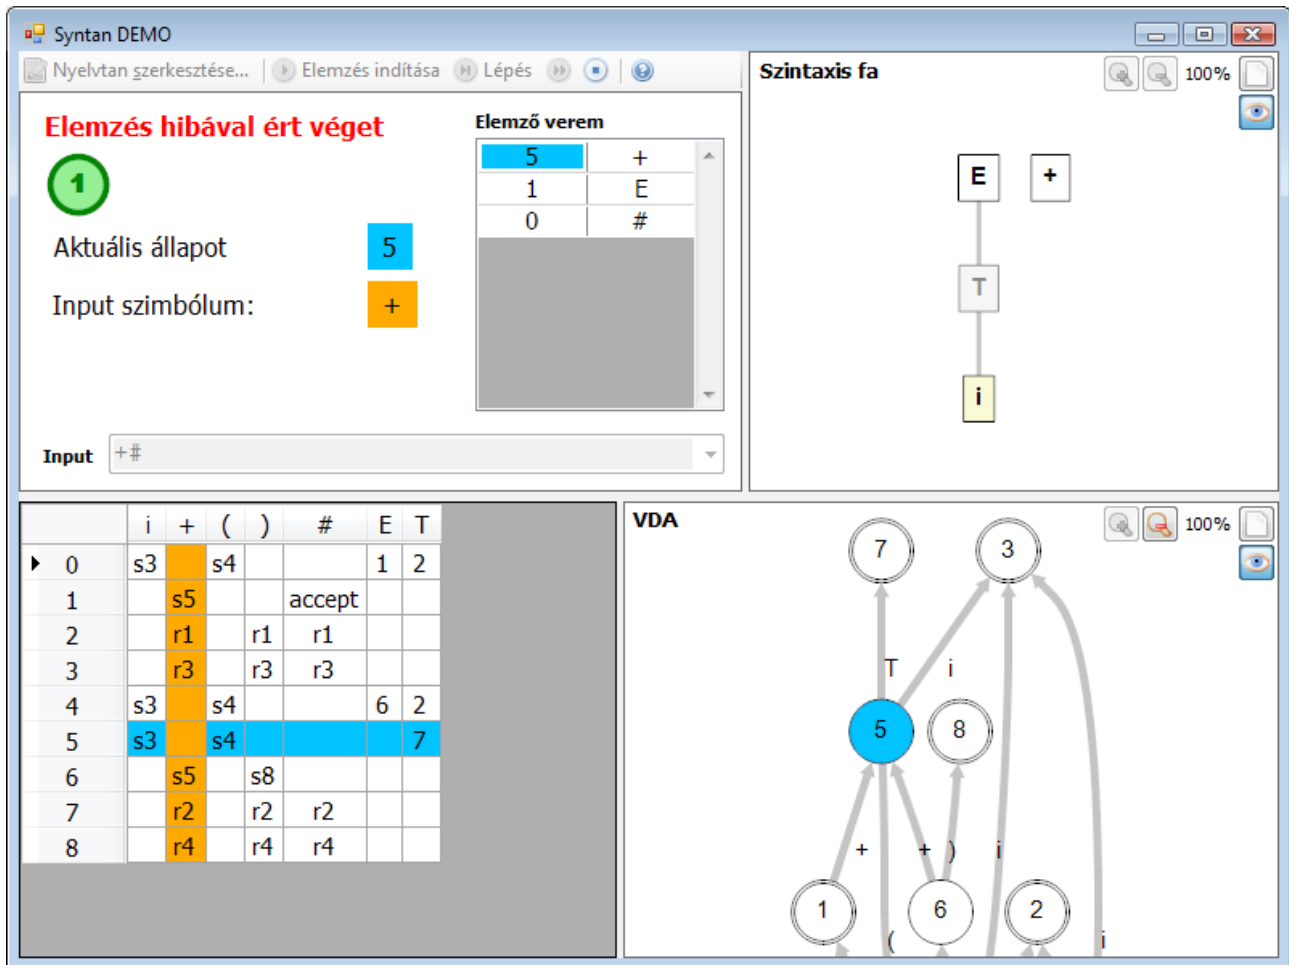 Syntan DEMO
Nyelvtan szerkesztése... Elemzés indítása Lépés
Elemzés hibával ért véget
1
Aktuális állapot 5
Input szimbólum: +
Elemző verem
5 +
1 E
0 #
Input +#
Szintaxis fa 100%
E +
T
i
i + ( ) # E T
0 s3 s4 1 2
1 s5 accept
2 r1 r1 r1
3 r3 r3 r3
4 s3 s4 6 2
5 s3 s4 7
6 s5 s8
7 r2 r2 r2
8 r4 r4 r4
VDA 100%
7 3
T i
5 8
+ + ) i
1 6 2
( i